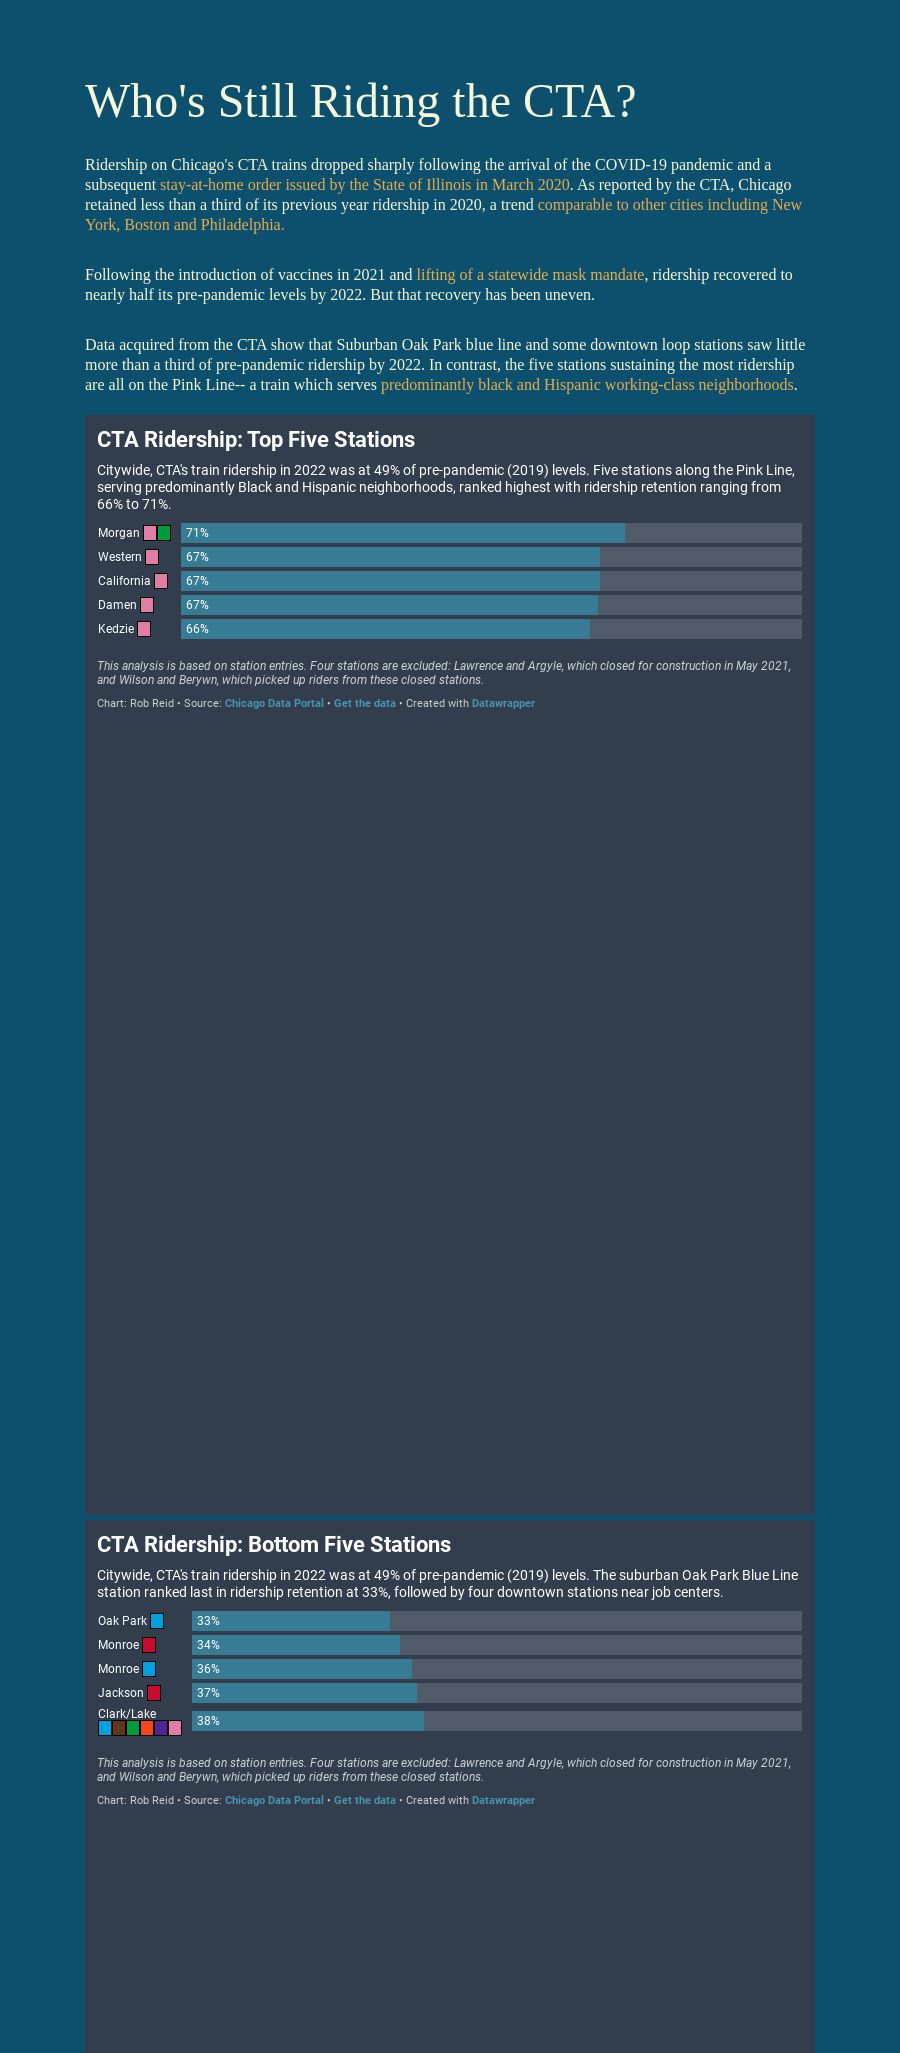 Who's Still Riding the CTA?
Ridership on Chicago's CTA trains dropped sharply following the arrival of the COVID-19 pandemic and a
subsequent stay-at-home order issued by the State of Illinois in March 2020. As reported by the CTA, Chicago
retained less than a third of its previous year ridership in 2020, a trend comparable to other cities including New
York, Boston and Philadelphia.
Following the introduction of vaccines in 2021 and lifting of a statewide mask mandate, ridership recovered to
nearly half its pre-pandemic levels by 2022. But that recovery has been uneven.
Data acquired from the CTA show that Suburban Oak Park blue line and some downtown loop stations saw little
more than a third of pre-pandemic ridership by 2022. In contrast, the five stations sustaining the most ridership
are all on the Pink Line-- a train which serves predominantly black and Hispanic working-class neighborhoods.
CTA Ridership: Top Five Stations
Citywide, CTA's train ridership in 2022 was at 49% of pre-pandemic (2019) levels. Five stations along the Pink Line,
serving predominantly Black and Hispanic neighborhoods, ranked highest with ridership retention ranging from
66% to 71%.
Morgan 71%
Western 67%
California 67%
Damen 67%
Kedzie 66%
This analysis is based on station entries. Four stations are excluded: Lawrence and Argyle, which closed for construction in May 2021,
and Wilson and Berywn, which picked up riders from these closed stations.
Chart: Rob Reid • Source: Chicago Data Portal • Get the data • Created with Datawrapper
CTA Ridership: Bottom Five Stations
Citywide, CTA's train ridership in 2022 was at 49% of pre-pandemic (2019) levels. The suburban Oak Park Blue Line
station ranked last in ridership retention at 33%, followed by four downtown stations near job centers.
Oak Park 33%
Monroe 34%
Monroe 36%
Jackson 37%
Clark/Lake 38%
This analysis is based on station entries. Four stations are excluded: Lawrence and Argyle, which closed for construction in May 2021,
and Wilson and Berywn, which picked up riders from these closed stations.
Chart: Rob Reid • Source: Chicago Data Portal • Get the data • Created with Datawrapper